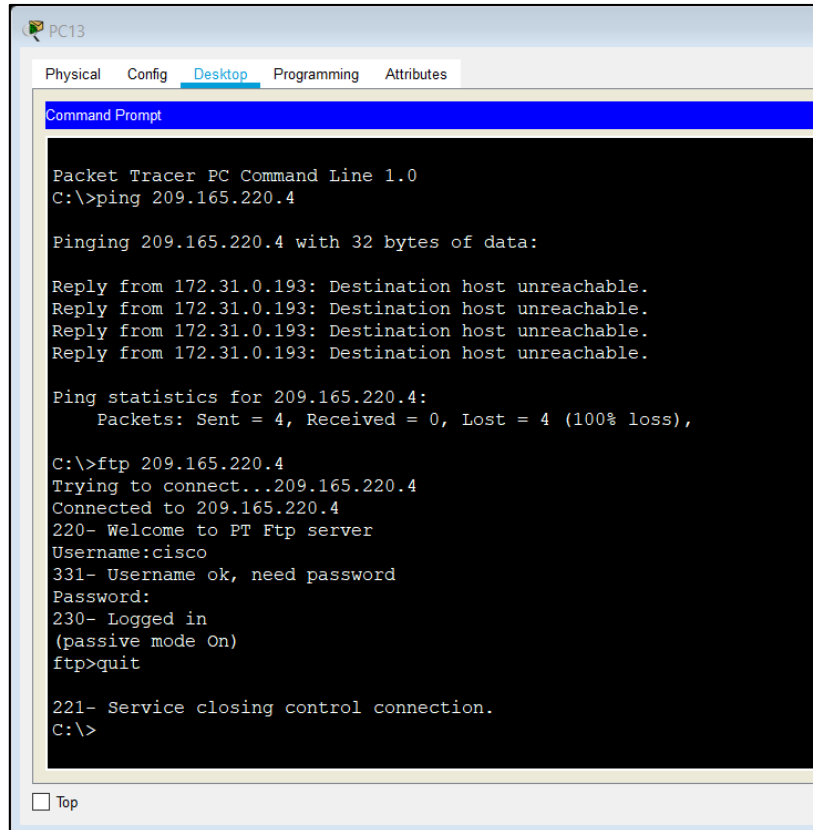 PC13
Physical Config Desktop Programming Attributes
Command Prompt
Packet Tracer PC Command Line 1.0
C:\>ping 209.165.220.4
Pinging 209.165.220.4 with 32 bytes of data:
Reply from 172.31.0.193: Destination host unreachable.
Reply from 172.31.0.193: Destination host unreachable.
Reply from 172.31.0.193: Destination host unreachable.
Reply from 172.31.0.193: Destination host unreachable.
Ping statistics for 209.165.220.4:
Packets: Sent = 4, Received = 0, Lost = 4 (100% loss),
C:\>ftp 209.165.220.4
Trying to connect...209.165.220.4
Connected to 209.165.220.4
220- Welcome to PT Ftp server
Username:cisco
331- Username ok, need password
Password:
230- Logged in
(passive mode On)
ftp>quit
221- Service closing control connection.
C:\>
Top